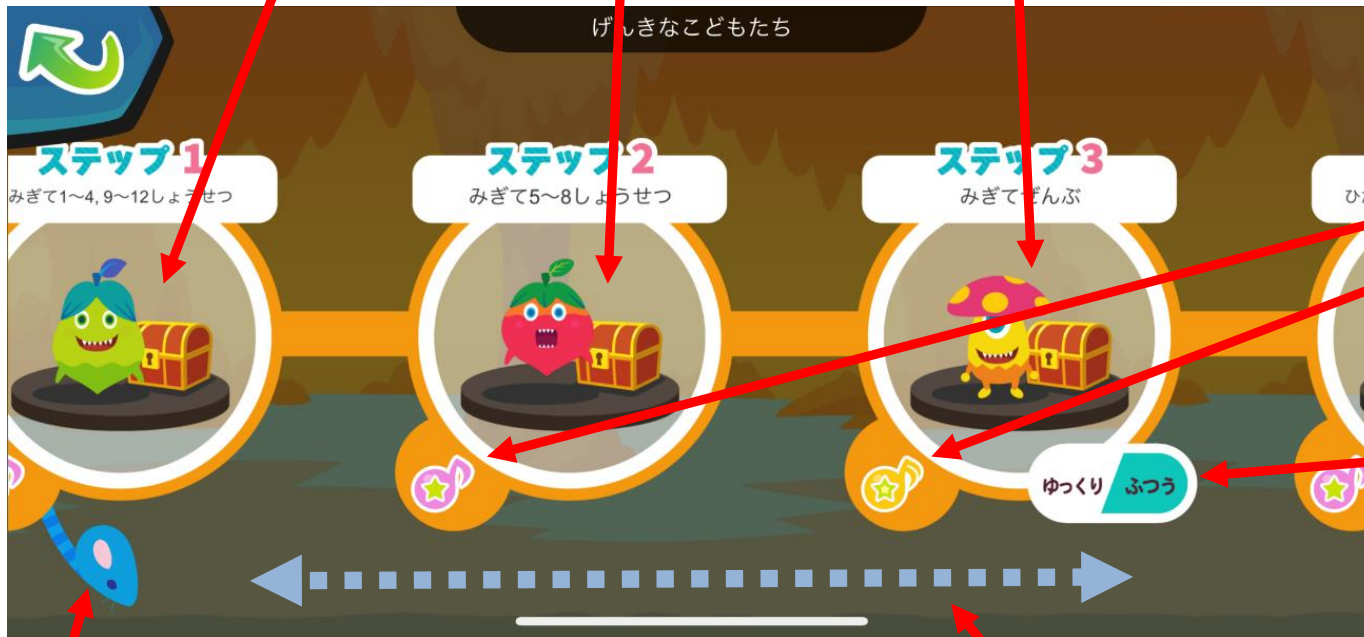 げんきなこどもたち
ステップ 1
みぎて1〜4, 9〜12しょうせつ
ステップ 2
みぎて5〜8しょうせつ
ステップ 3
みぎてぜんぶ
ゆっくり ふつう